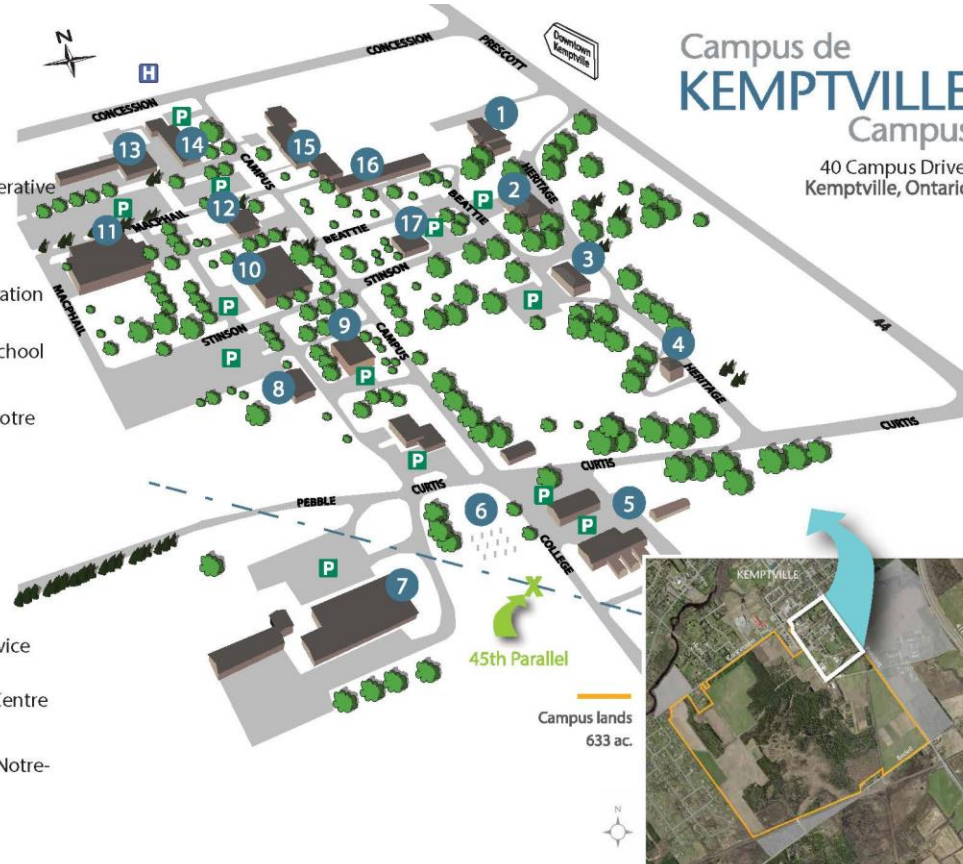 N
H
CONCESSION
CONCESSION
PRESCOTT
Downtown
Kemptville
Campus de
KEMPTVILLE
Campus
40 Campus Drive
Kemptville, Ontario
erative
ation
chool
otre
vice
Centre
Notre-
1
2
3
4
5
6
7
8
9
10
11
12
13
14
15
16
17
P
P
P
P
P
P
P
P
P
P
P
P
P
HERITAGE
BEATTIE
CAMPUS
MACPHAIL
BEATTIE
STINSON
MACPHAIL
STINSON
CAMPUS
44
HERITAGE
CURTIS
CURTIS
CURTIS
PEBBLE
COLLEGE
X
45th Parallel
Campus lands
633 ac.
N
KEMPTVILLE